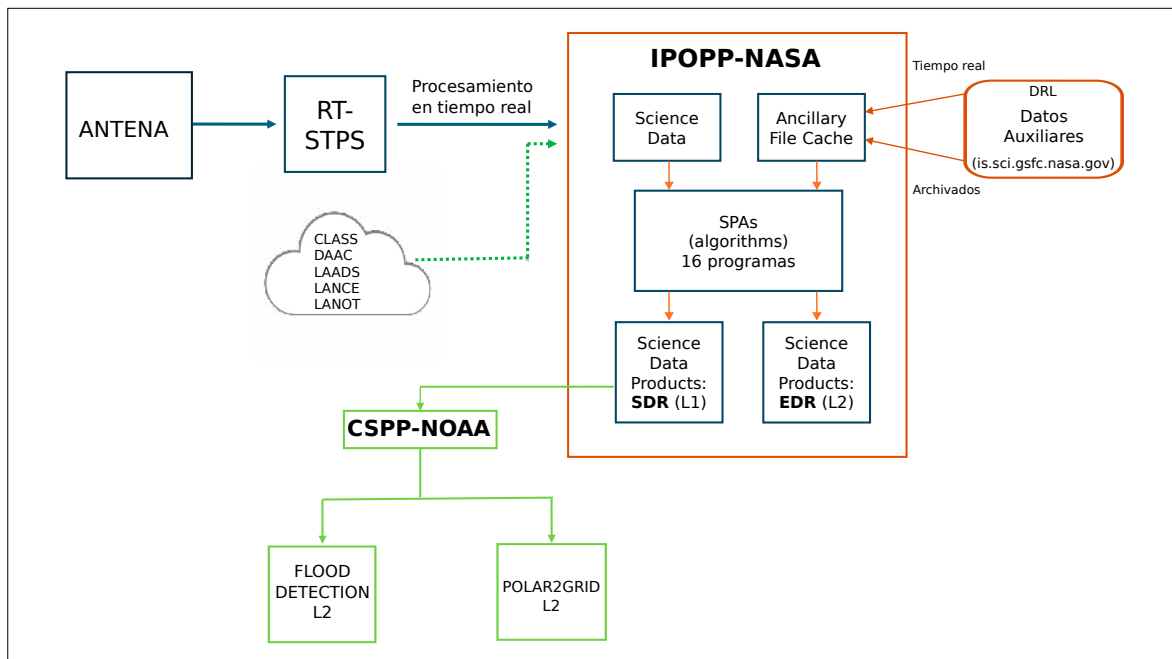 ANTENA
RT-
STPS
Procesamiento
en tiempo real
CLASS
DAAC
LAADS
LANCE
LANOT
IPOPP-NASA
Science
Data
Ancillary
File Cache
Tiempo real
DRL
Datos
Auxiliares
(is.sci.gsfc.nasa.gov)
Archivados
SPAs
(algorithms)
16 programas
Science
Data
Products:
SDR (L1)
Science
Data
Products:
EDR (L2)
CSPP-NOAA
FLOOD
DETECTION
L2
POLAR2GRID
L2